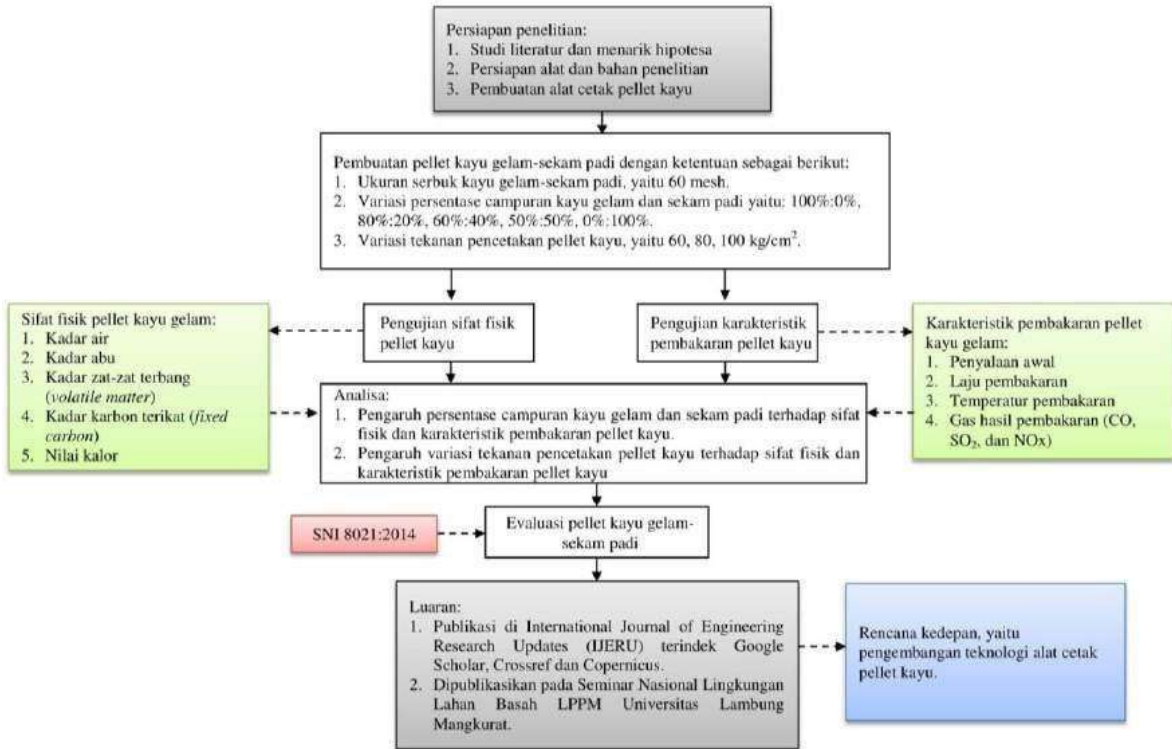 Persiapan penelitian:
1. Studi literatur dan menarik hipotesa
2. Persiapan alat dan bahan penelitian
3. Pembuatan alat cetak pellet kayu
Pembuatan pellet kayu gelam-sekam padi dengan ketentuan sebagai berikut:
1. Ukuran serbuk kayu gelam-sekam padi, yaitu 60 mesh.
2. Variasi persentase campuran kayu gelam dan sekam padi yaitu: 100%:0%,
80%:20%, 60%:40%, 50%:50%, 0%:100%.
3. Variasi tekanan pencetakan pellet kayu, yaitu 60, 80, 100 kg/cm².
Sifat fisik pellet kayu gelam:
1. Kadar air
2. Kadar abu
3. Kadar zat-zat terbang
(volatile matter)
4. Kadar karbon terikat (fixed
carbon)
5. Nilai kalor
Pengujian sifat fisik
pellet kayu
Pengujian karakteristik
pembakaran pellet kayu
Karakteristik pembakaran pellet
kayu gelam:
1. Penyalaan awal
2. Laju pembakaran
3. Temperatur pembakaran
4. Gas hasil pembakaran (CO,
SO₂, dan NOx)
Analisa:
1. Pengaruh persentase campuran kayu gelam dan sekam padi terhadap sifat
fisik dan karakteristik pembakaran pellet kayu.
2. Pengaruh variasi tekanan pencetakan pellet kayu terhadap sifat fisik dan
karakteristik pembakaran pellet kayu
SNI 8021:2014
Evaluasi pellet kayu gelam-
sekam padi
Luaran:
1. Publikasi di International Journal of Engineering
Research Updates (IJERU) terindek Google
Scholar, Crossref dan Copernicus.
2. Dipublikasikan pada Seminar Nasional Lingkungan
Lahan Basah LPPM Universitas Lambung
Mangkurat.
Rencana kedepan, yaitu
pengembangan teknologi alat cetak
pellet kayu.